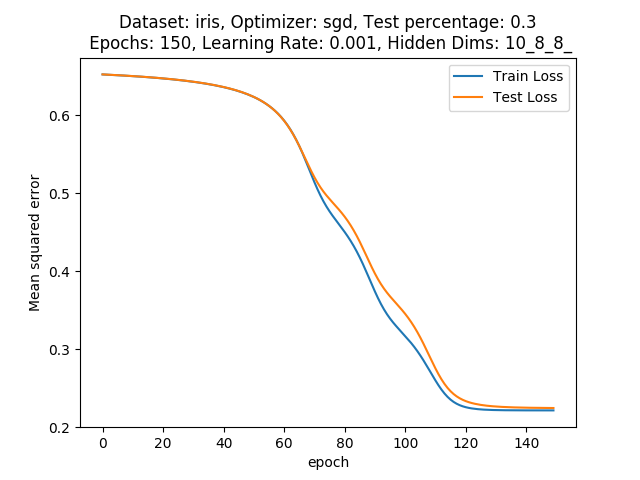 Dataset: iris, Optimizer: sgd, Test percentage: 0.3
Epochs: 150, Learning Rate: 0.001, Hidden Dims: 10_8_8_
Train Loss
Test Loss
Mean squared error
0.6
0.5
0.4
0.3
0.2
0 20 40 60 80 100 120 140
epoch